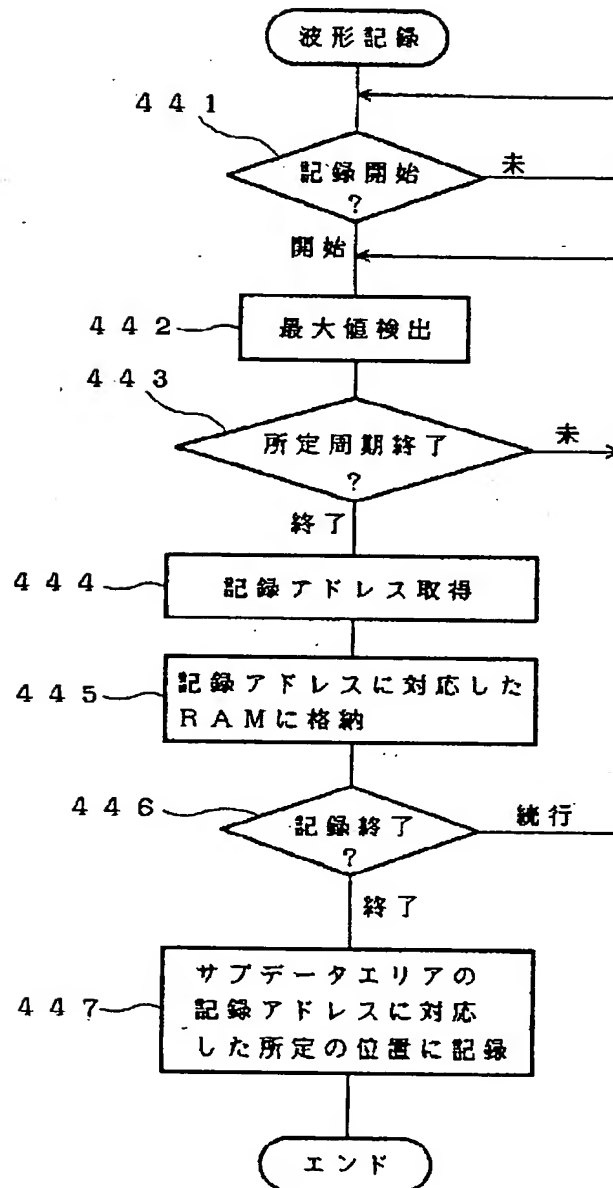 波形記録
441
記録開始
?
未
開始
442
最大値検出
443
所定周期終了
?
未
終了
444
記録アドレス取得
445
記録アドレスに対応した
RAMに格納
446
記録終了
?
続行
終了
447
サブデータエリアの
記録アドレスに対応
した所定の位置に記録
エンド